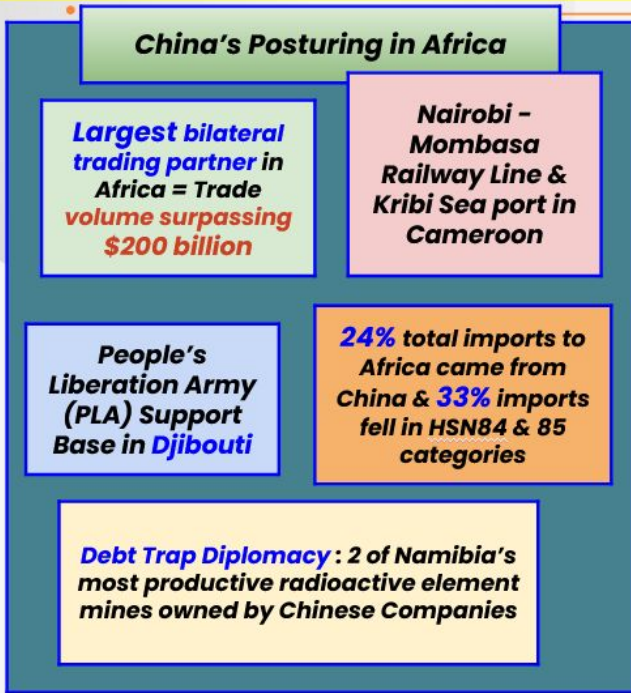 China's Posturing in Africa
Largest bilateral
trading partner in
Africa = Trade
volume surpassing
$200 billion
Nairobi -
Mombasa
Railway Line &
Kribi Sea port in
Cameroon
People's
Liberation Army
(PLA) Support
Base in Djibouti
24% total imports to
Africa came from
China & 33% imports
fell in HSN84 & 85
categories
Debt Trap Diplomacy : 2 of Namibia's
most productive radioactive element
mines owned by Chinese Companies